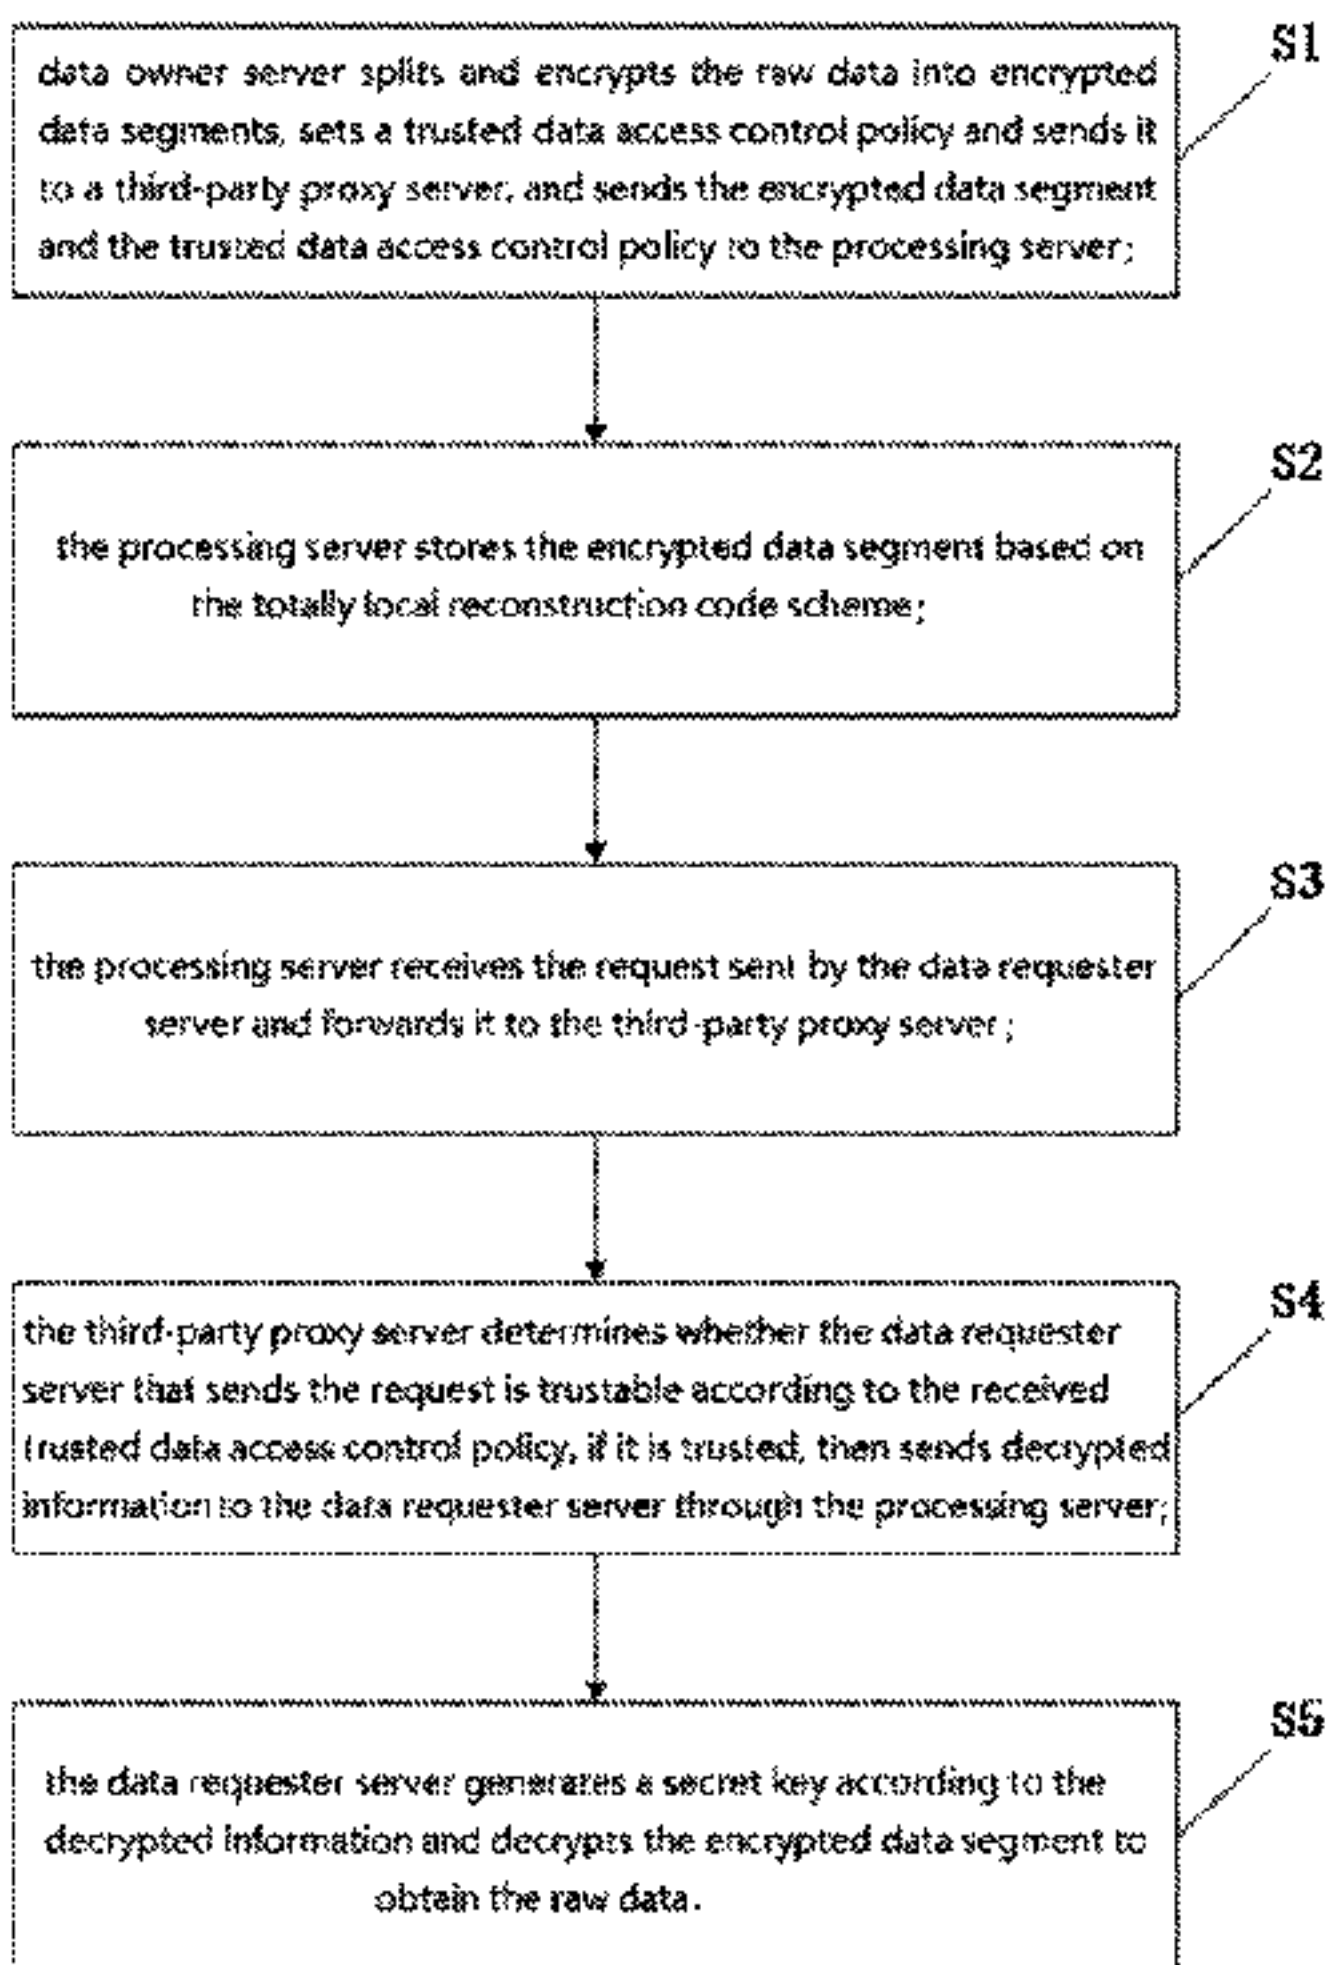 S1
data owner server splits and encrypts the raw data into encrypted
data segments, sets a trusted data access control policy and sends it
to a third-party proxy server, and sends the encrypted data segment
and the trusted data access control policy to the processing server;
S2
the processing server stores the encrypted data segment based on
the totally local reconstruction code scheme;
S3
the processing server receives the request sent by the data requester
server and forwards it to the third-party proxy server;
S4
the third-party proxy server determines whether the data requester
server that sends the request is trustable according to the received
trusted data access control policy, if it is trusted, then sends decrypted
information to the data requester server through the processing server;
S5
the data requester server generates a secret key according to the
decrypted information and decrypts the encrypted data segment to
obtain the raw data.